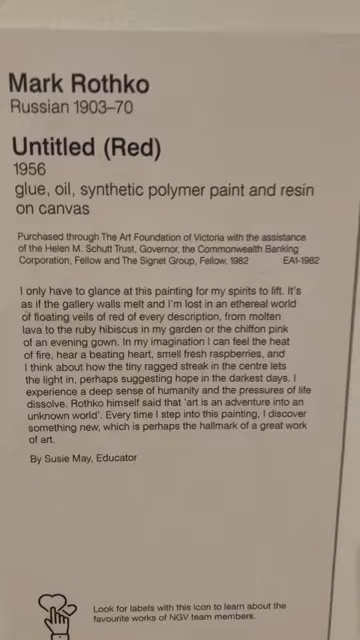 Mark Rothko
Russian 1903–70
Untitled (Red)
1956
glue, oil, synthetic polymer paint and resin
on canvas
Purchased through The Art Foundation of Victoria with the assistance
of the Helen M. Schutt Trust, Governor, the Commonwealth Banking
Corporation, Fellow and The Signet Group, Fellow, 1982 EA1-1982
I only have to glance at this painting for my spirits to lift. It's
as if the gallery walls melt and I'm lost in an ethereal world
of floating veils of red of every description, from molten
lava to the ruby hibiscus in my garden or the chiffon pink
of an evening gown. In my imagination I can feel the heat
of fire, hear a beating heart, smell fresh raspberries, and
I think about how the tiny ragged streak in the centre lets
the light in, perhaps suggesting hope in the darkest days. I
experience a deep sense of humanity and the pressures of life
dissolve. Rothko himself said that 'art is an adventure into an
unknown world'. Every time I step into this painting, I discover
something new, which is perhaps the hallmark of a great work
of art.
By Susie May, Educator
Look for labels with this icon to learn about the
favourite works of NGV team members.